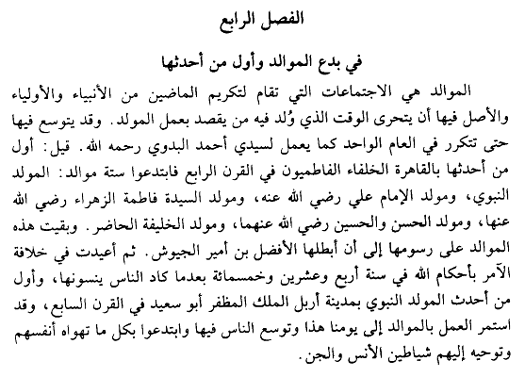 الفصل الرابع
في بدع الموالد وأول من أحدثها
الموالد هي الاجتماعات التي تقام لتكريم الماضين من الأنبياء والأولياء
والأصل فيها أن يتحرى الوقت الذي وُلد فيه من يقصد بعمل المولد. وقد يتوسع فيها
حتى تتكرر في العام الواحد كما يعمل لسيدي أحمد البدوي رحمه الله. قيل: أول
من أحدثها بالقاهرة الخلفاء الفاطميون في القرن الرابع فابتدعوا ستة موالد: المولد
النبوي، ومولد الإمام علي رضي الله عنه، ومولد السيدة فاطمة الزهراء رضي الله
عنها، ومولد الحسن والحسين رضي الله عنهما، ومولد الخليفة الحاضر. وبقيت هذه
الموالد على رسومها إلى أن أبطلها الأفضل بن أمير الجيوش. ثم أعيدت في خلافة
الآمر بأحكام الله في سنة أربع وعشرين وخمسمائة بعدما كاد الناس ينسونها، وأول
من أحدث المولد النبوي بمدينة أربل الملك المظفر أبو سعيد في القرن السابع، وقد
استمر العمل بالموالد إلى يومنا هذا وتوسع الناس فيها وابتدعوا بكل ما تهواه أنفسهم
وتوحيه إليهم شياطين الأنس والجن.